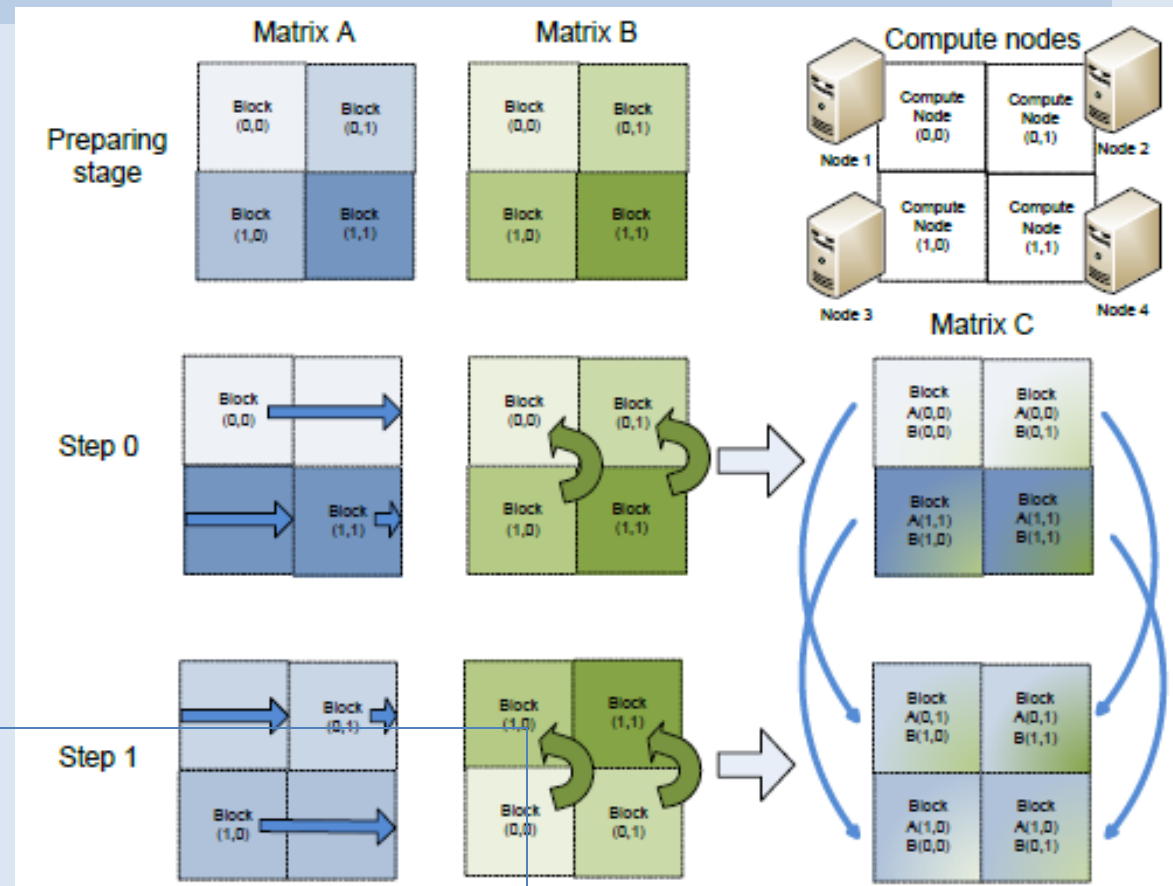 Matrix A
Matrix B
Compute nodes
Preparing
stage
Block
(0,0)
Block
(0,1)
Block
(1,0)
Block
(1,1)
Block
(0,0)
Block
(0,1)
Block
(1,0)
Block
(1,1)
Compute
Node
(0,0)
Compute
Node
(0,1)
Compute
Node
(1,0)
Compute
Node
(1,1)
Node 1
Node 2
Node 3
Node 4
Matrix C
Step 0
Block
(0,0)
Block
(1,1)
Block
(0,0)
Block
(0,1)
Block
(1,0)
Block
(1,1)
Block
A(0,0)
B(0,0)
Block
A(0,0)
B(0,1)
Block
A(1,1)
B(1,0)
Block
A(1,1)
B(1,1)
Step 1
Block
(0,1)
Block
(1,0)
Block
(1,0)
Block
(1,1)
Block
(0,0)
Block
(0,1)
Block
A(0,1)
B(1,0)
Block
A(0,1)
B(1,1)
Block
A(1,0)
B(0,0)
Block
A(1,0)
B(0,1)